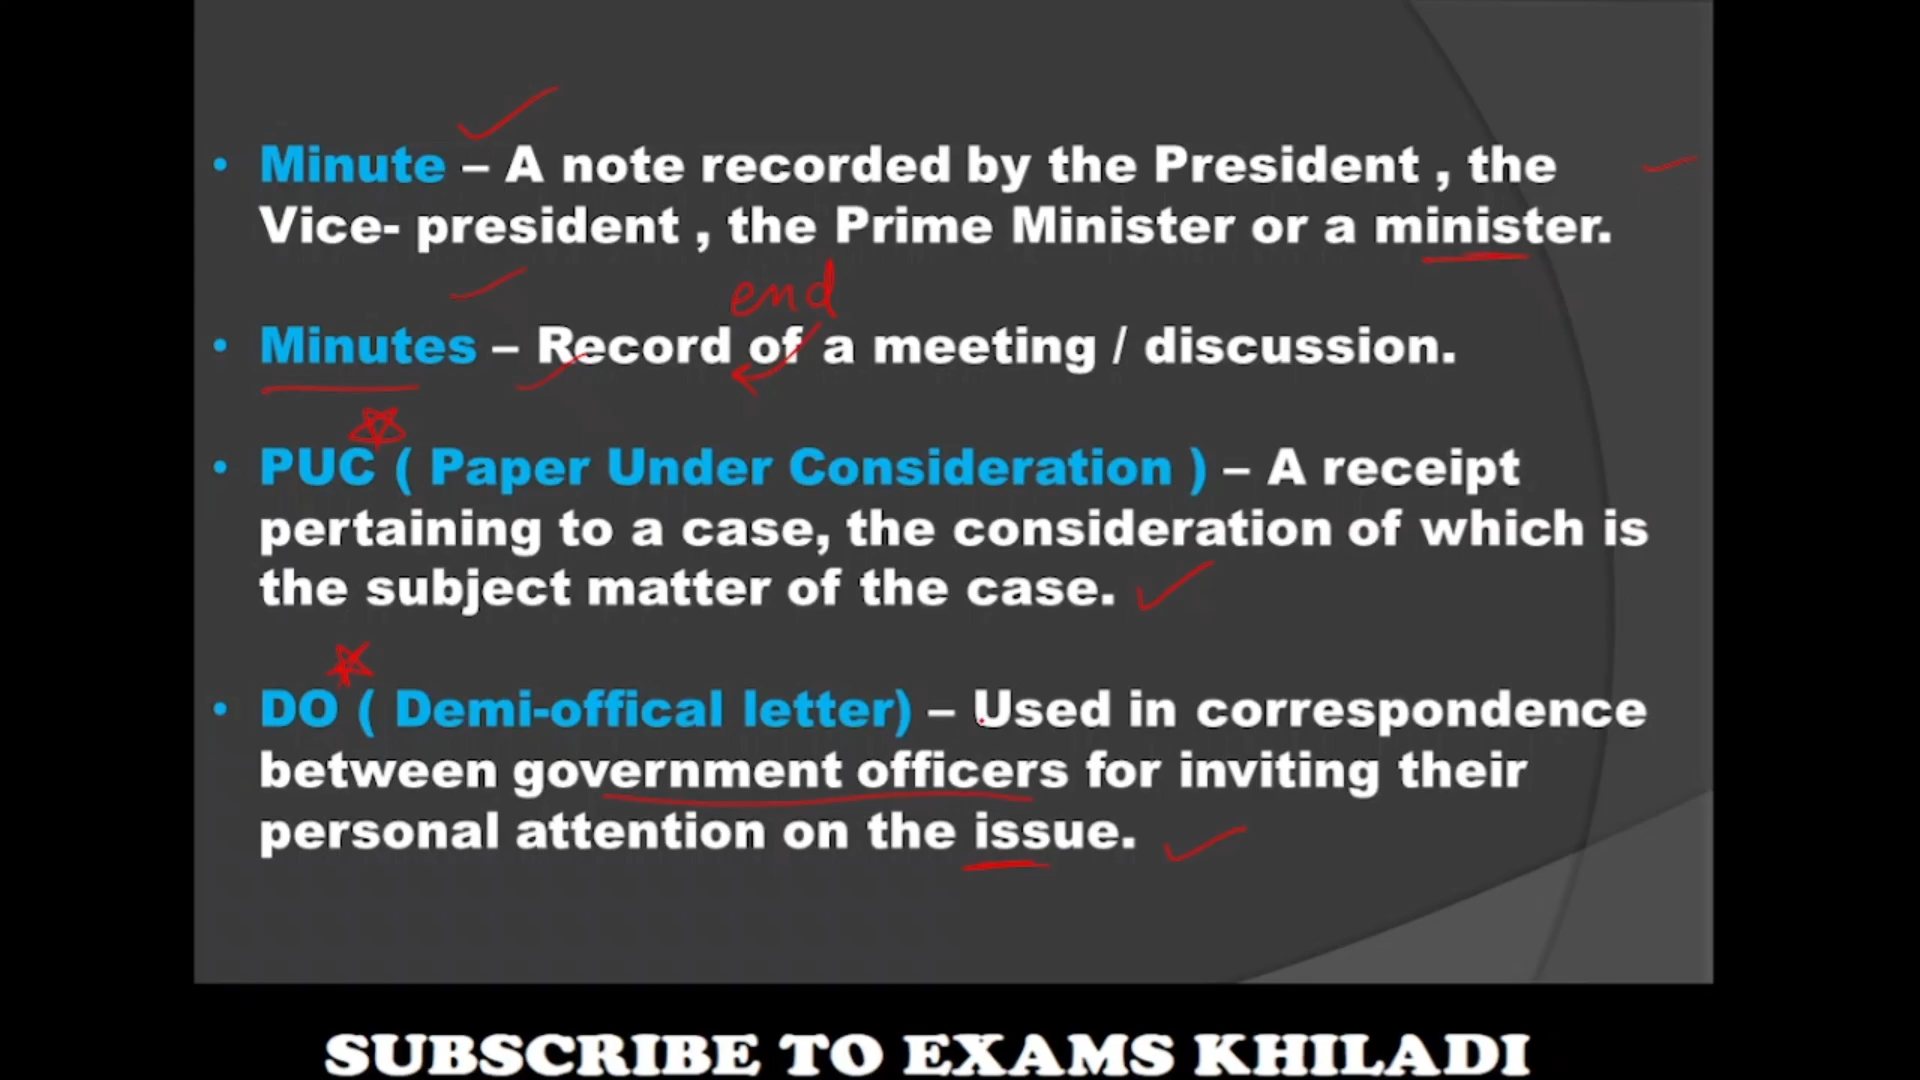 • Minute – A note recorded by the President , the
Vice- president , the Prime Minister or a minister.
end
• Minutes – Record of a meeting / discussion.
• PUC ( Paper Under Consideration ) – A receipt
pertaining to a case, the consideration of which is
the subject matter of the case.
• DO ( Demi-offical letter) – Used in correspondence
between government officers for inviting their
personal attention on the issue.
SUBSCRIBE TO EXAMS KHILADI